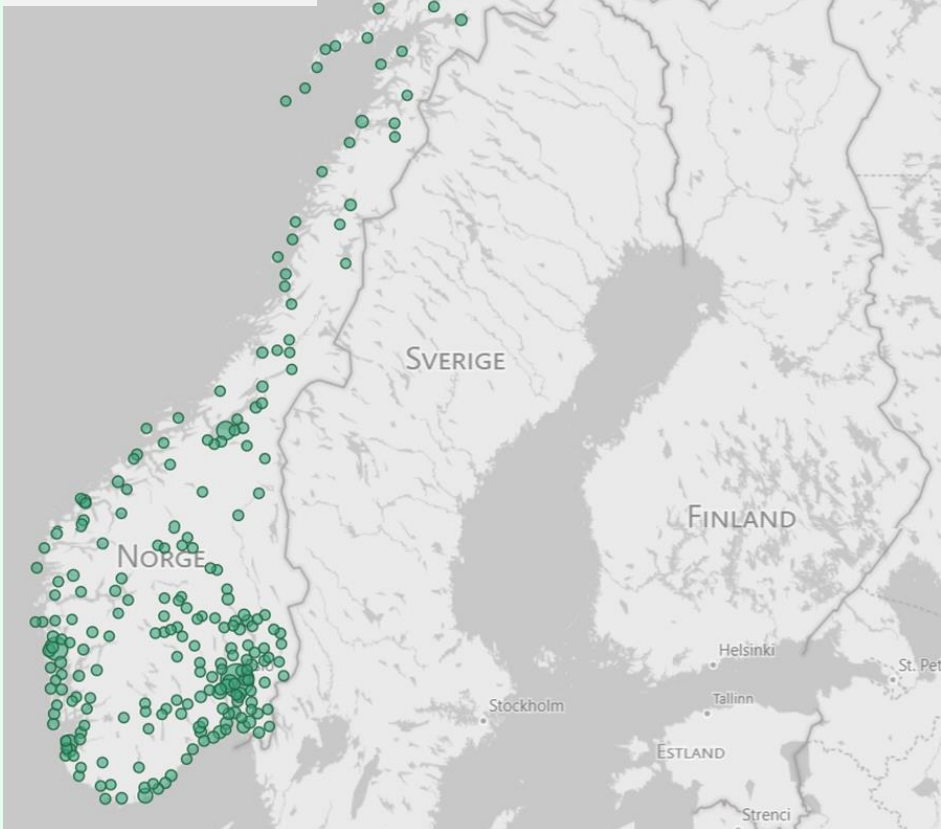 SVERIGE
FINLAND
NORGE
Helsinki
St. Pet
Tallinn
Stockholm
ESTLAND
Strenci